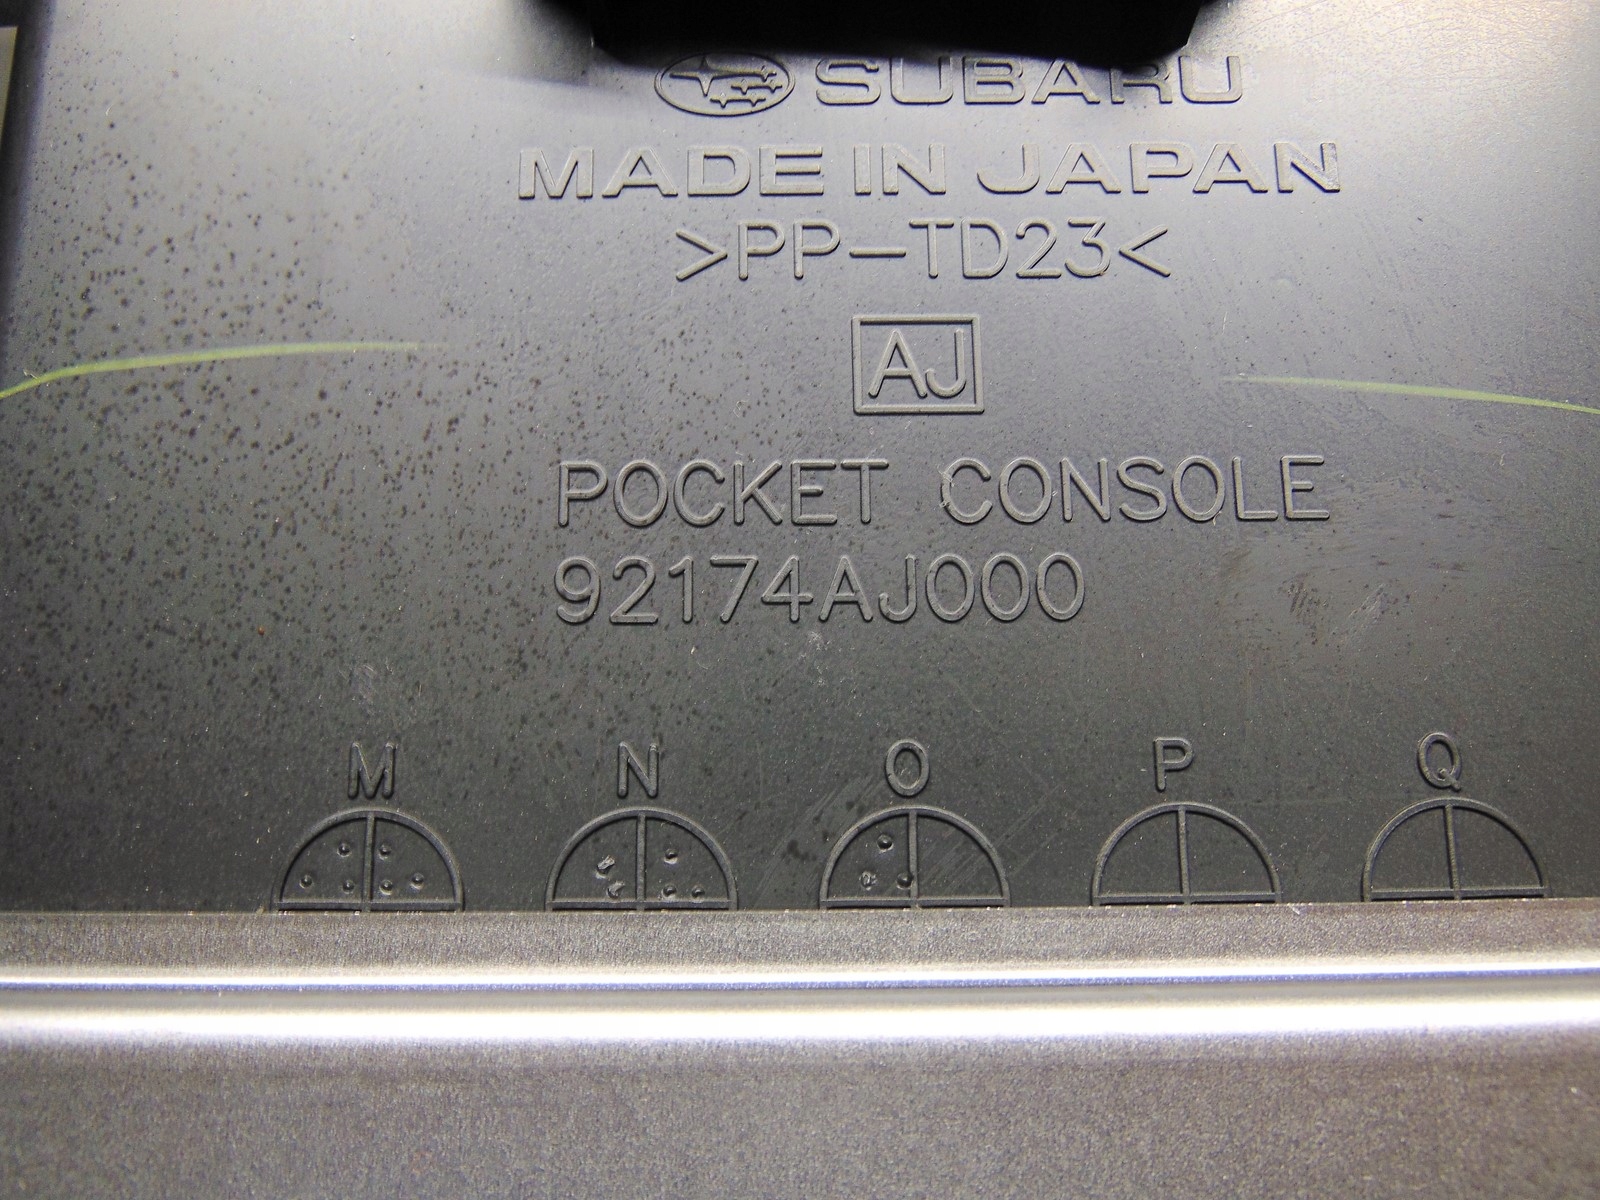 SUBARU
MADE IN JAPAN
>PP-TD23<
AJ
POCKET CONSOLE
92174AJ000
M N O P Q